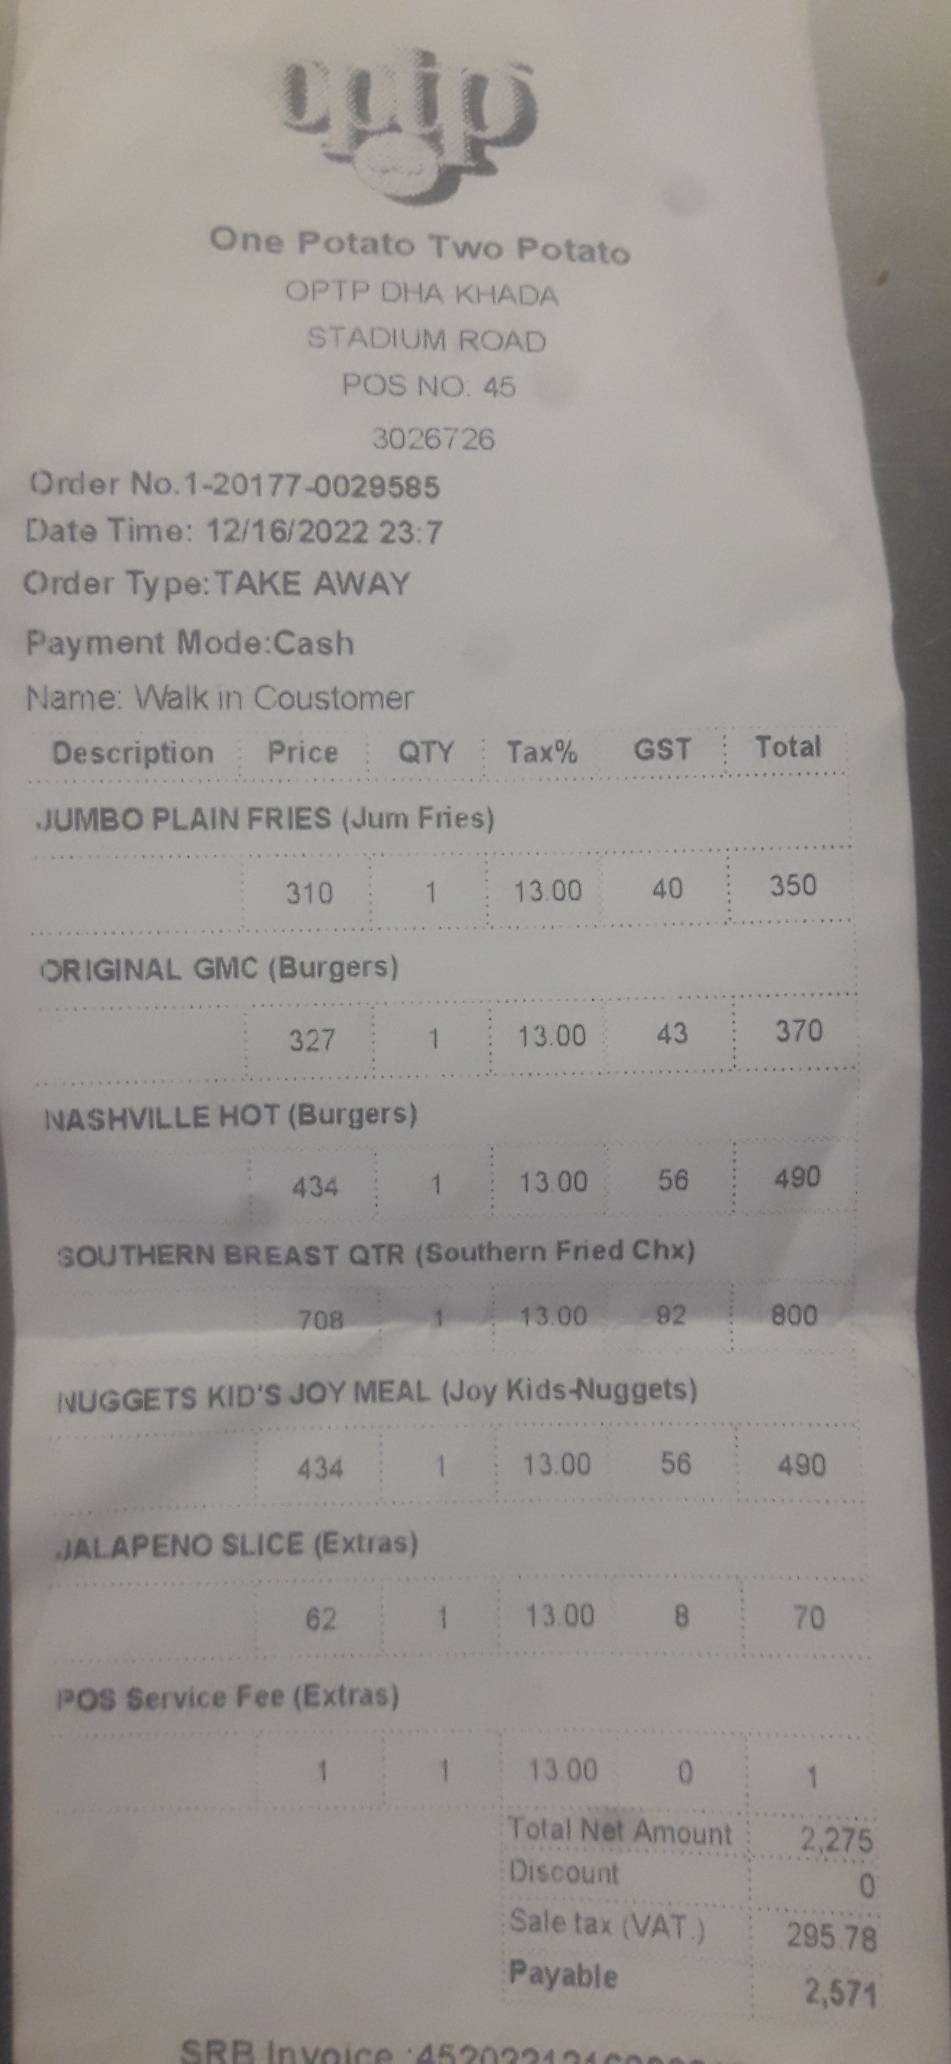 optp
One Potato Two Potato
OPTP DHA KHADA
STADIUM ROAD
POS NO. 45
3026726
Order No.1-20177-0029585
Date Time: 12/16/2022 23:7
Order Type:TAKE AWAY
Payment Mode:Cash
Name: Walk in Coustomer
Description Price QTY Tax% GST Total
JUMBO PLAIN FRIES (Jum Fries)
310 1 13.00 40 350
ORIGINAL GMC (Burgers)
327 1 13.00 43 370
NASHVILLE HOT (Burgers)
434 1 13.00 56 490
SOUTHERN BREAST QTR (Southern Fried Chx)
708 1 13.00 92 800
NUGGETS KID'S JOY MEAL (Joy Kids-Nuggets)
434 1 13.00 56 490
JALAPENO SLICE (Extras)
62 1 13.00 8 70
POS Service Fee (Extras)
1 1 13.00 0 1
Total Net Amount 2,275
Discount 0
Sale tax (VAT.) 295.78
Payable 2,571
SRB Invoice :